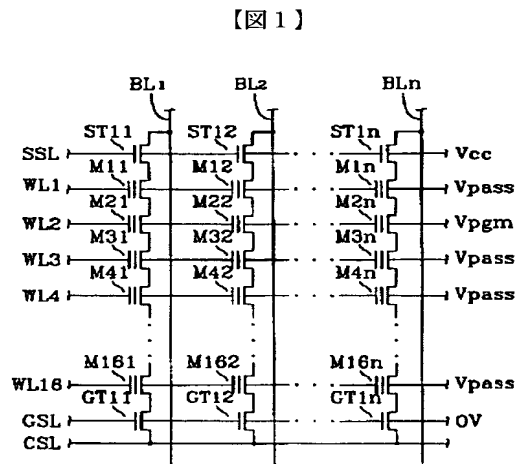 【図１】
BL1 BL2 BLn
ST11 ST12 ST1n
SSL Vcc
M11 M12 M1n
WL1 Vpass
M21 M22 M2n
WL2 Vpgm
M31 M32 M3n
WL3 Vpass
M41 M42 M4n
WL4 Vpass
M161 M162 M16n
WL16 Vpass
GT11 GT12 GT1n
GSL 0V
CSL